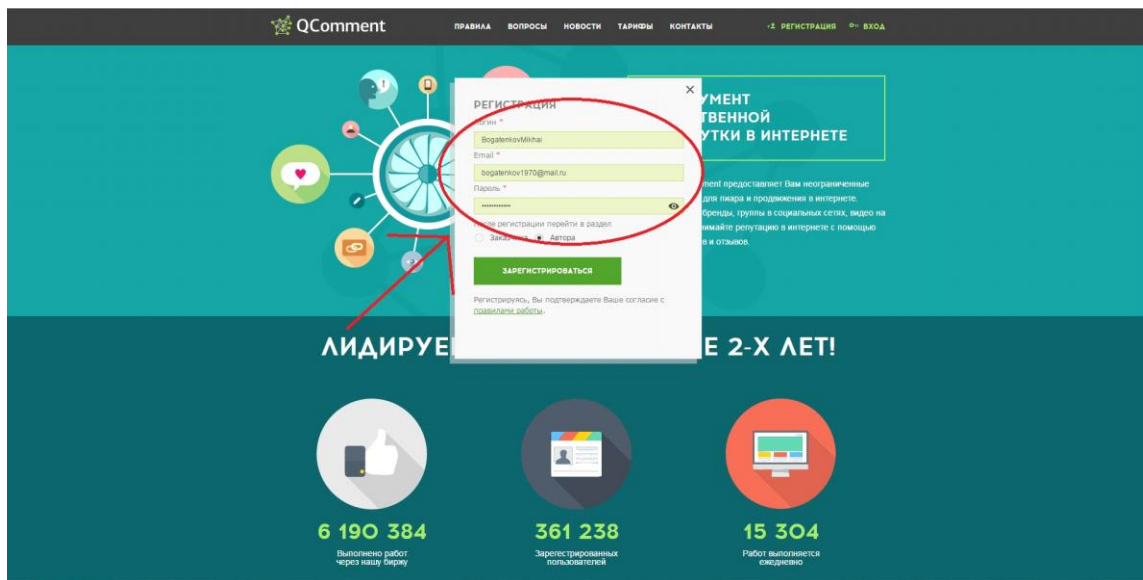 QComment
ПРАВИЛА ВОПРОСЫ НОВОСТИ ТАРИФЫ КОНТАКТЫ РЕГИСТРАЦИЯ ВХОД
РЕГИСТРАЦИЯ
Логин *
BogatenkovMikhai
Email *
bogatenkov1970@mail.ru
Пароль *
После регистрации перейти в раздел
Заказчика Автора
ЗАРЕГИСТРИРОВАТЬСЯ
Регистрируясь, Вы подтверждаете Ваше согласие с
правилами работы.
УМЕНТ
ТВЕННОЙ
УТКИ В ИНТЕРНЕТЕ
ment предоставляет Вам неограниченные
для пиара и продвижения в интернете.
бренды, группы в социальных сетях, видео на
нимайте репутацию в интернете с помощью
в и отзывов.
ЛИДИРУЕ Е 2-Х ЛЕТ!
6 190 384
Выполнено работ
через нашу биржу
361 238
Зарегестрированных
пользователей
15 304
Работ выполняется
ежедневно